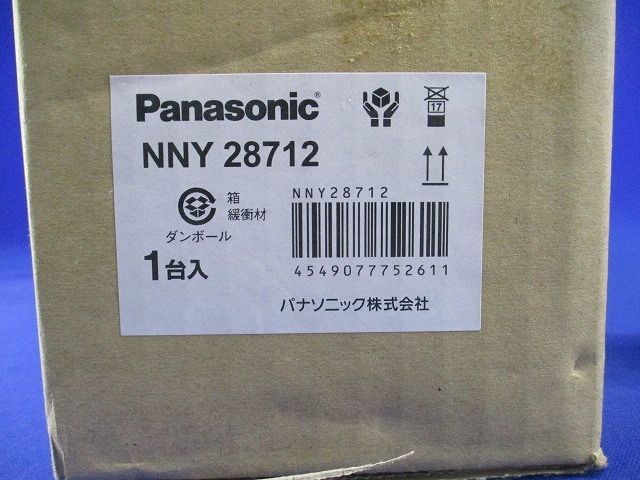 Panasonic®
17
NNY 28712
NNY28712
箱
緩衝材
ダンボール
1台入
4549077752611
パナソニック株式会社